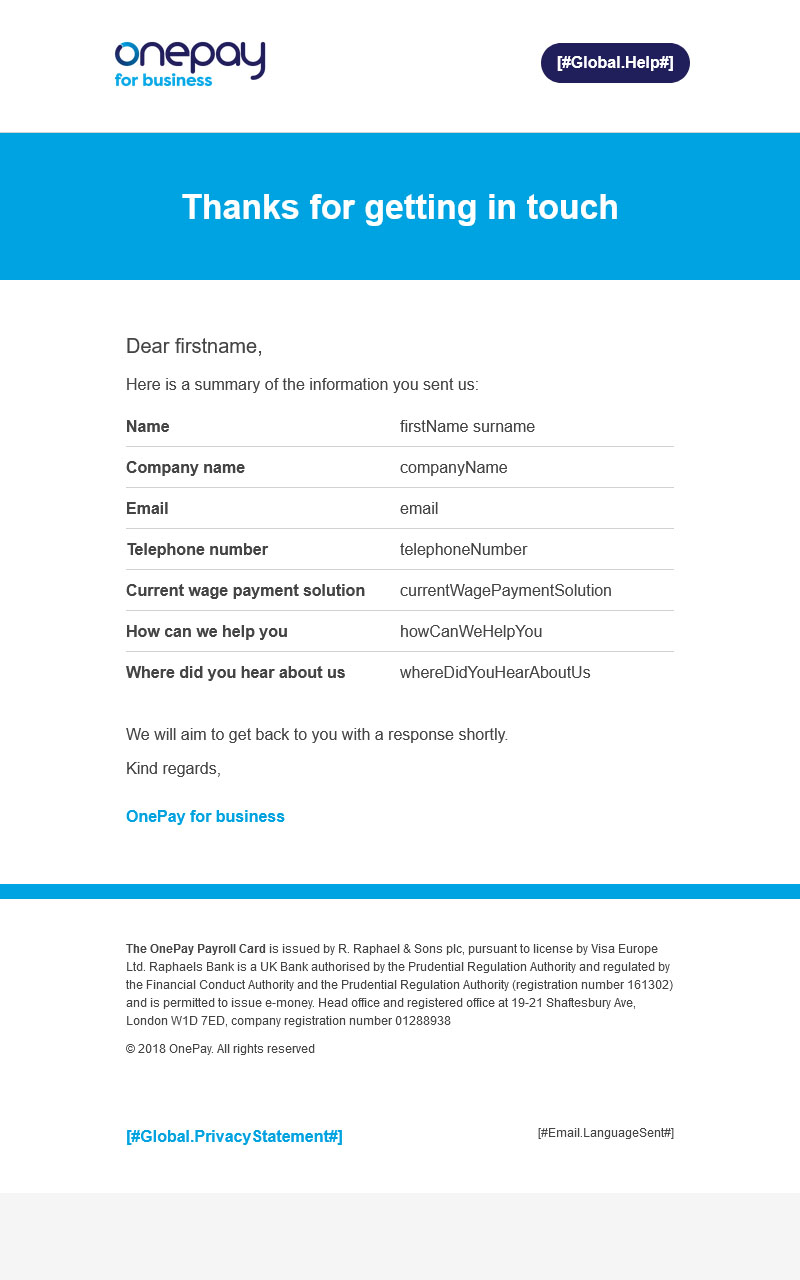 onepay
for business
[#Global.Help#]
Thanks for getting in touch
Dear firstname,
Here is a summary of the information you sent us:
Name firstName surname
Company name companyName
Email email
Telephone number telephoneNumber
Current wage payment solution currentWagePaymentSolution
How can we help you howCanWeHelpYou
Where did you hear about us whereDidYouHearAboutUs
We will aim to get back to you with a response shortly.
Kind regards,
OnePay for business
The OnePay Payroll Card is issued by R. Raphael & Sons plc, pursuant to license by Visa Europe
Ltd. Raphaels Bank is a UK Bank authorised by the Prudential Regulation Authority and regulated by
the Financial Conduct Authority and the Prudential Regulation Authority (registration number 161302)
and is permitted to issue e-money. Head office and registered office at 19-21 Shaftesbury Ave,
London W1D 7ED, company registration number 01288938
© 2018 OnePay. All rights reserved
[#Global.PrivacyStatement#] [#Email.LanguageSent#]